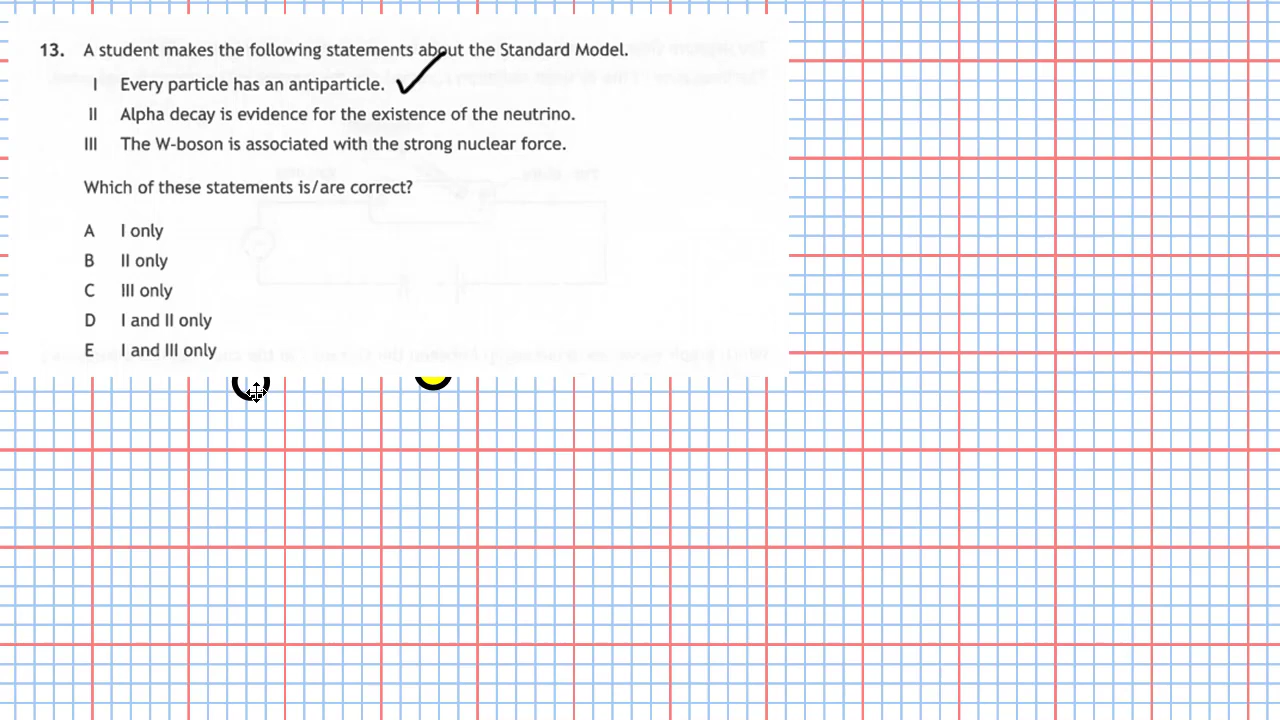 13. A student makes the following statements about the Standard Model.
I Every particle has an antiparticle.
II Alpha decay is evidence for the existence of the neutrino.
III The W-boson is associated with the strong nuclear force.
Which of these statements is/are correct?
A I only
B II only
C III only
D I and II only
E I and III only